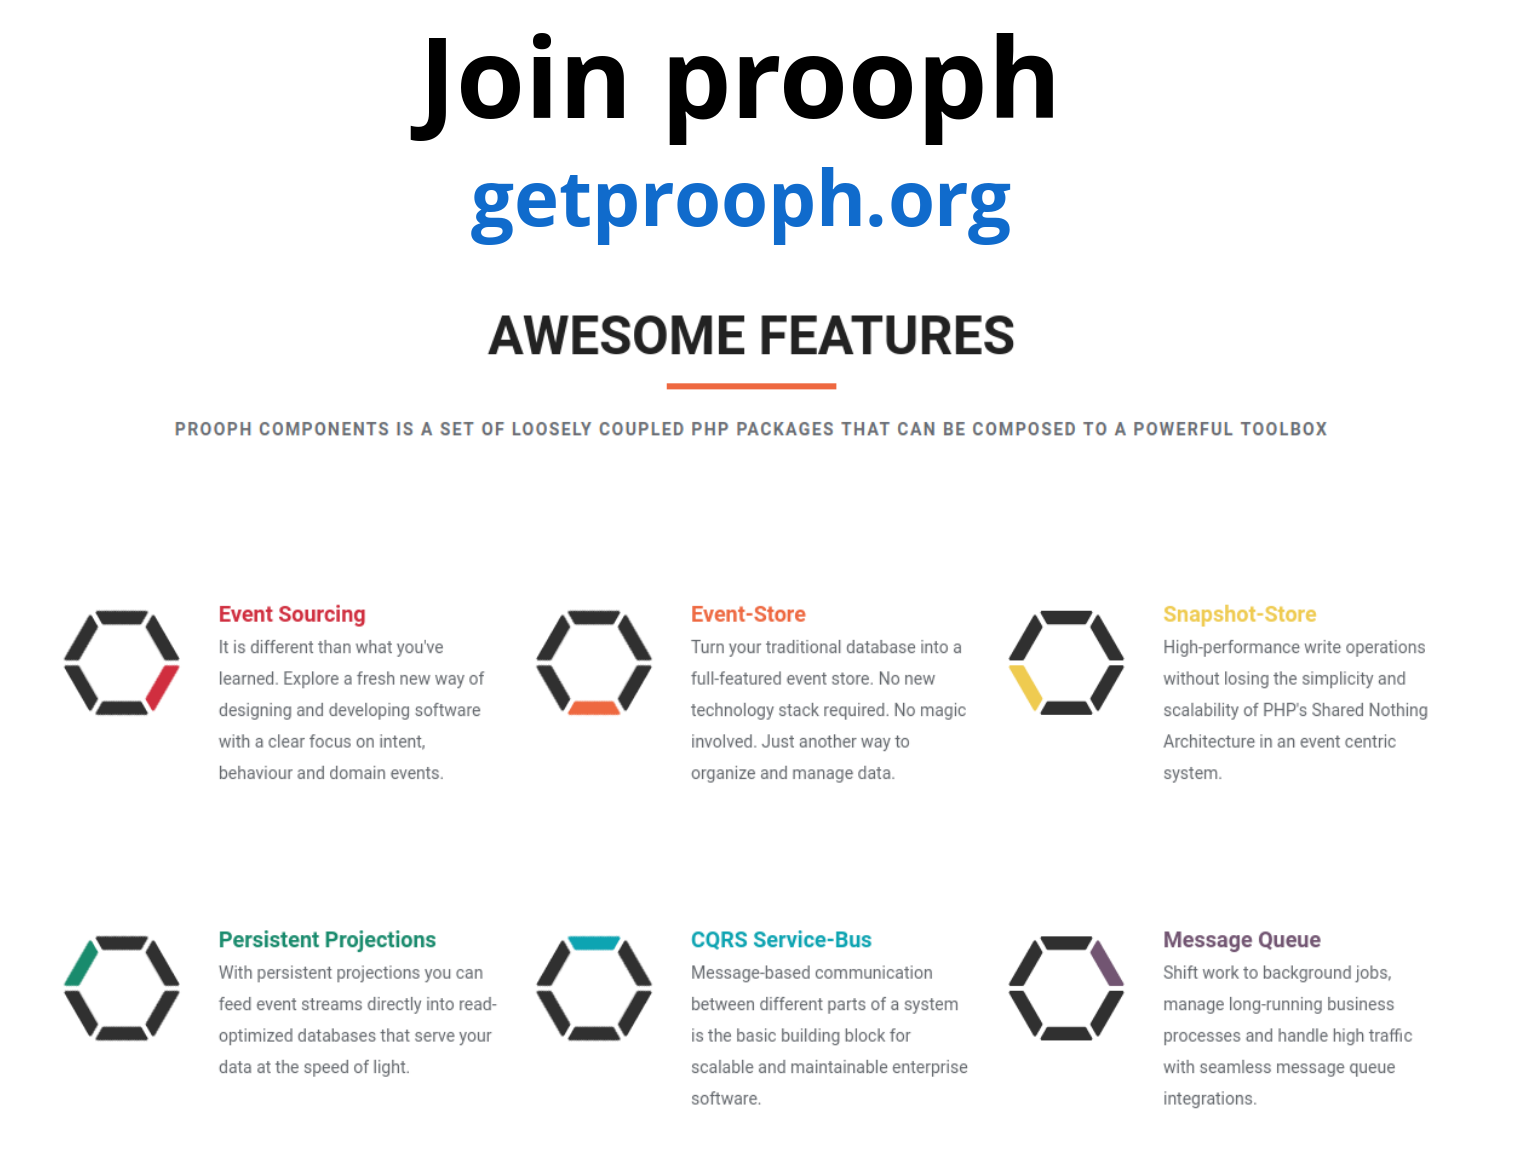 Join prooph
getprooph.org
AWESOME FEATURES
PROOPH COMPONENTS IS A SET OF LOOSELY COUPLED PHP PACKAGES THAT CAN BE COMPOSED TO A POWERFUL TOOLBOX
Event Sourcing
It is different than what you've
learned. Explore a fresh new way of
designing and developing software
with a clear focus on intent,
behaviour and domain events.
Event-Store
Turn your traditional database into a
full-featured event store. No new
technology stack required. No magic
involved. Just another way to
organize and manage data.
Snapshot-Store
High-performance write operations
without losing the simplicity and
scalability of PHP's Shared Nothing
Architecture in an event centric
system.
Persistent Projections
With persistent projections you can
feed event streams directly into read-
optimized databases that serve your
data at the speed of light.
CQRS Service-Bus
Message-based communication
between different parts of a system
is the basic building block for
scalable and maintainable enterprise
software.
Message Queue
Shift work to background jobs,
manage long-running business
processes and handle high traffic
with seamless message queue
integrations.